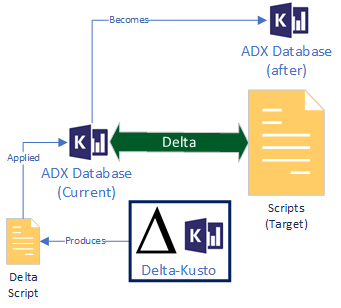 Becomes
ADX Database
(after)
Applied
ADX Database
(Current)
Delta
Scripts
(Target)
Produces
Delta
Script
Δ
Delta-Kusto